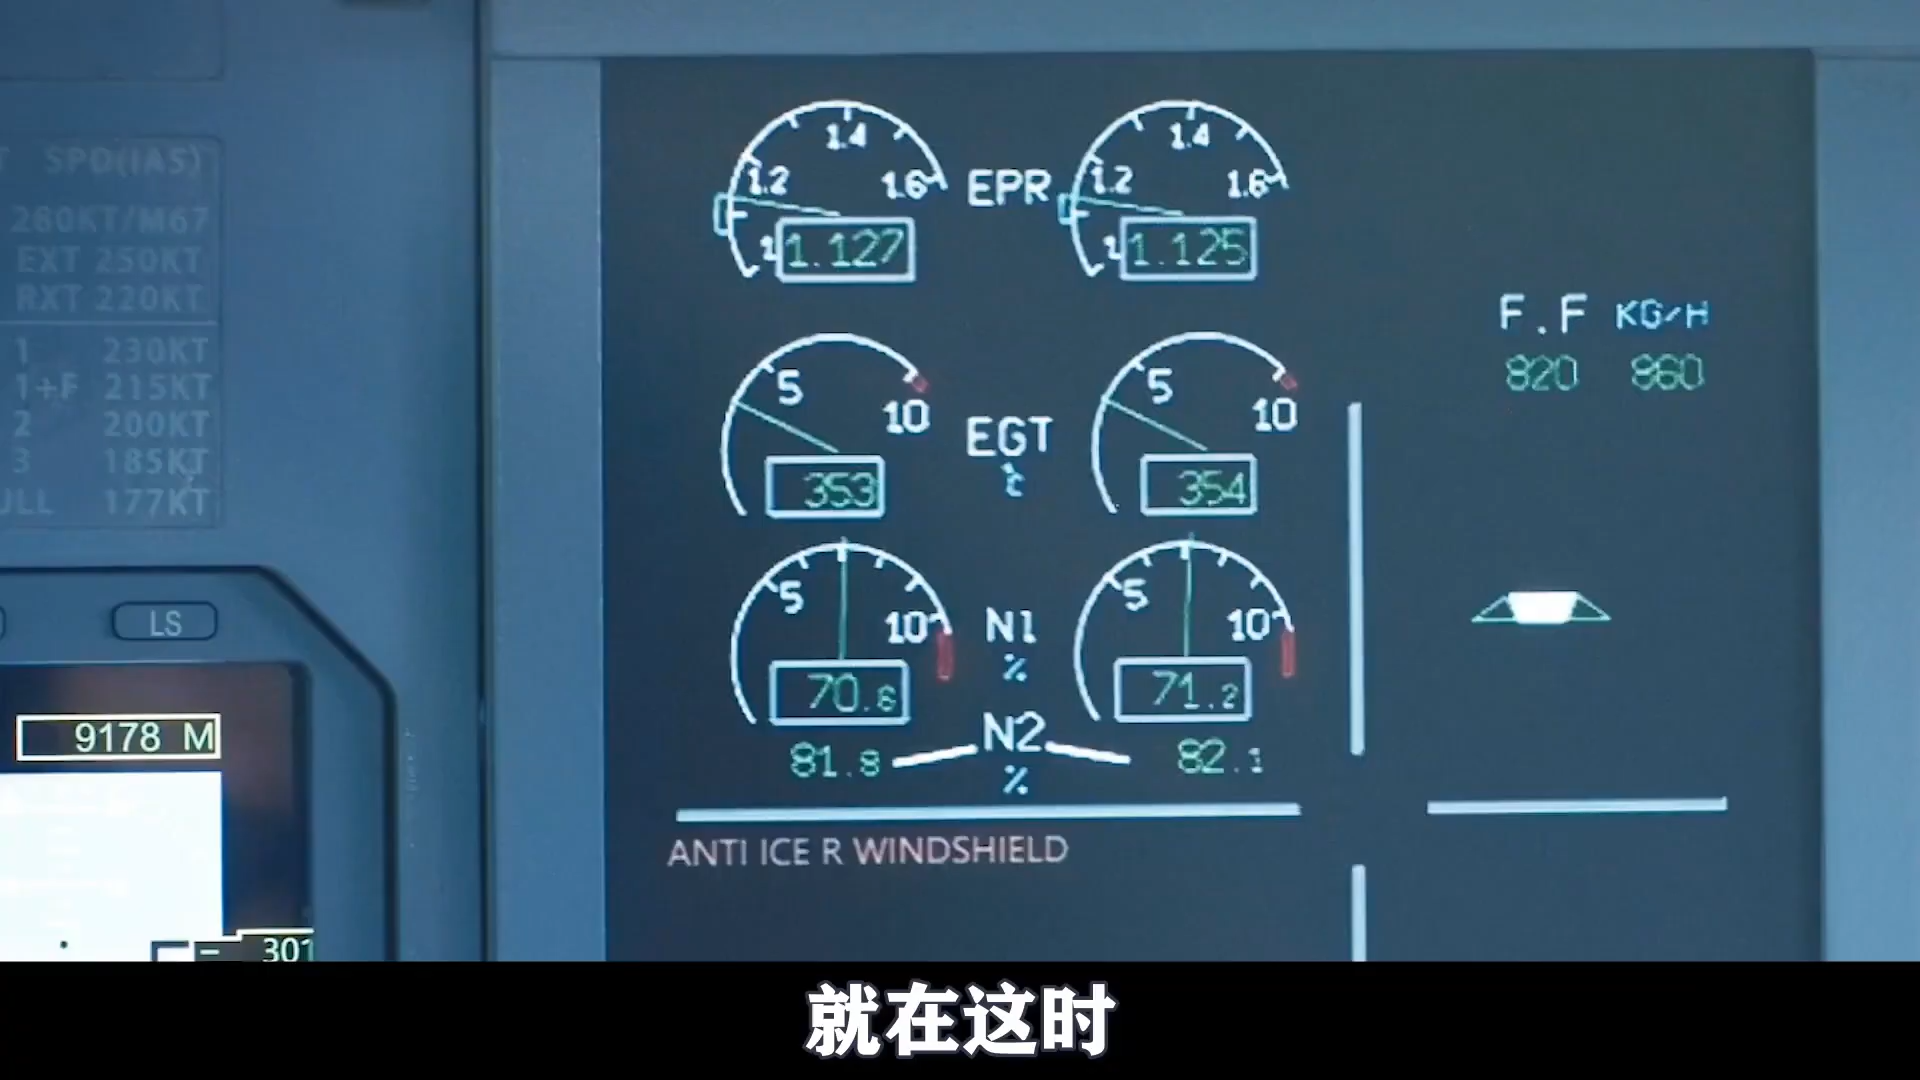 SPD(IAS)
260KT/M67
EXT 250KT
RXT 220KT
1 230KT
1+F 215KT
2 200KT
3 185KT
177KT
LS
9178 M
301
1.4 1.4
1.2 1.6 EPR 1.2 1.6
1 1.127 1 1.125
F.F KG/H
820 860
5 10 EGT 5 10
°C
353 354
5 10 N1 5 10
%
70.6 71.2
81.8 N2 82.1
%
ANTI ICE R WINDSHIELD
就在这时